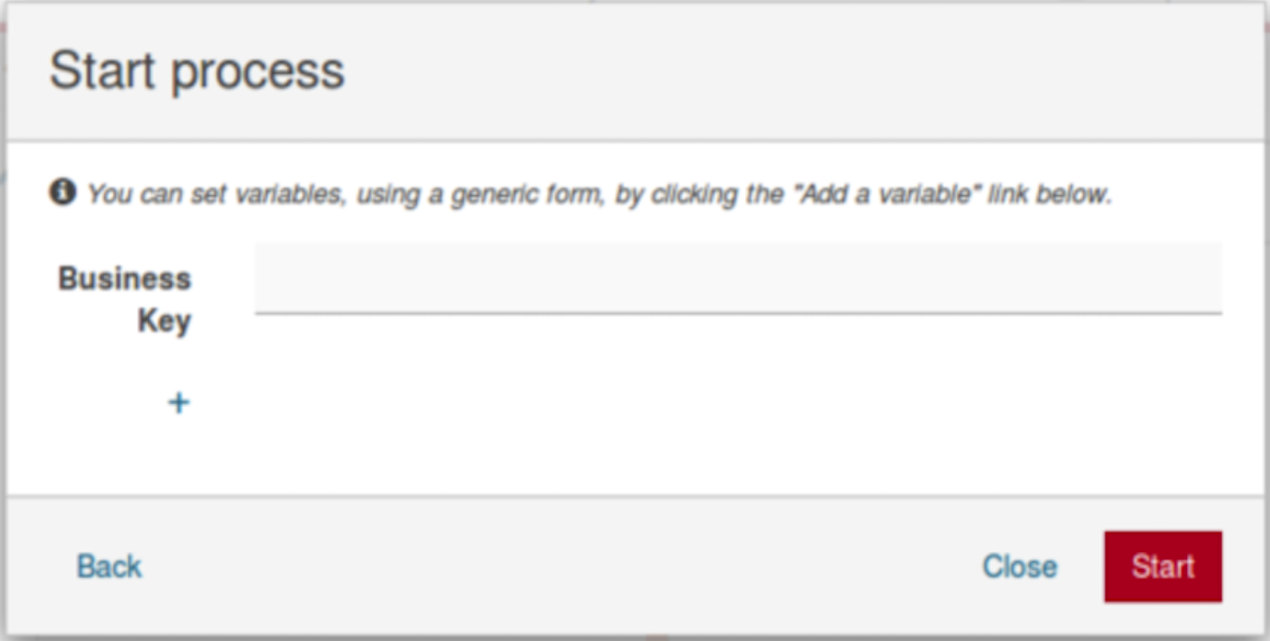 Start process
You can set variables, using a generic form, by clicking the "Add a variable" link below.
Business
Key
+
Back
Close
Start